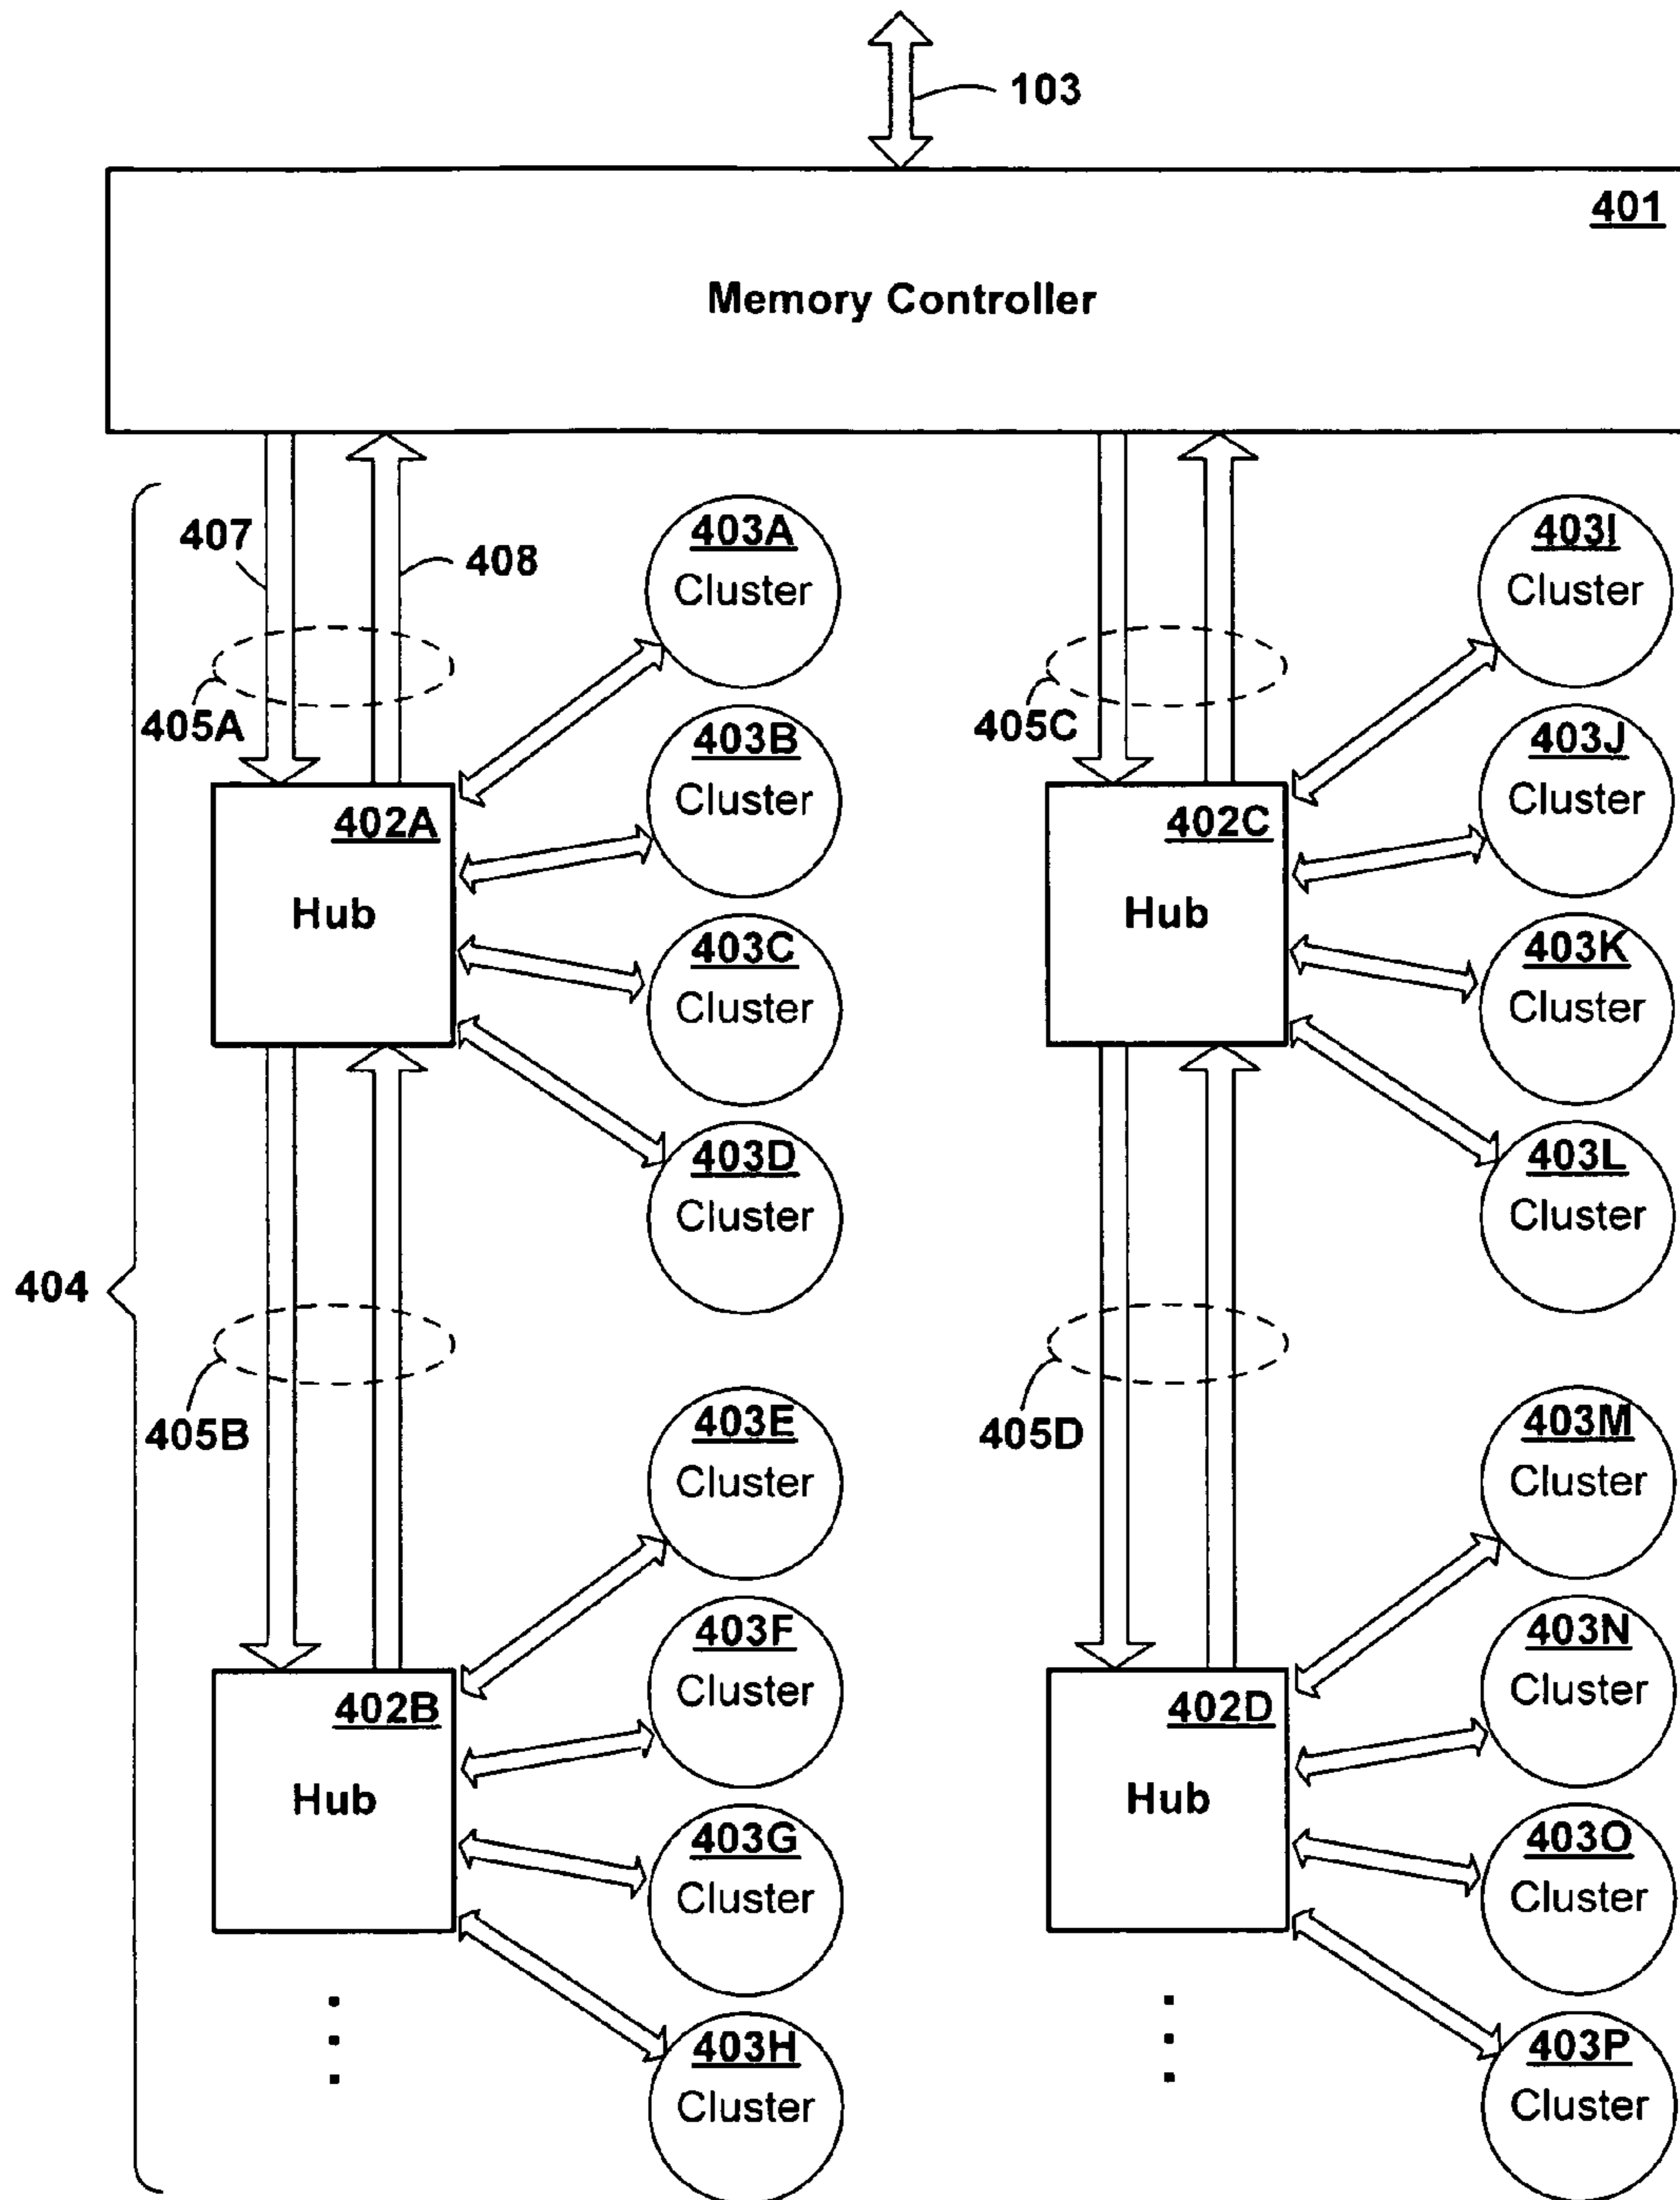 103
401
Memory Controller
407
408
403A
Cluster
403I
Cluster
405A
405C
403B
Cluster
403J
Cluster
402A
Hub
402C
Hub
403C
Cluster
403K
Cluster
403D
Cluster
403L
Cluster
404
405B
405D
403E
Cluster
403M
Cluster
403F
Cluster
403N
Cluster
402B
Hub
402D
Hub
403G
Cluster
403O
Cluster
403H
Cluster
403P
Cluster